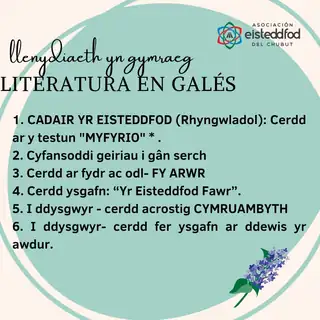 ASOCIACIÓN
eisteddfod
DEL CHUBUT
llenydiaeth yn gymraeg
LITERATURA EN GALÉS
1. CADAIR YR EISTEDDFOD (Rhyngwladol): Cerdd
ar y testun "MYFYRIO" * .
2. Cyfansoddi geiriau i gân serch
3. Cerdd ar fydr ac odl- FY ARWR
4. Cerdd ysgafn: “Yr Eisteddfod Fawr”.
5. I ddysgwyr - cerdd acrostig CYMRUAMBYTH
6. I ddysgwyr- cerdd fer ysgafn ar ddewis yr
awdur.